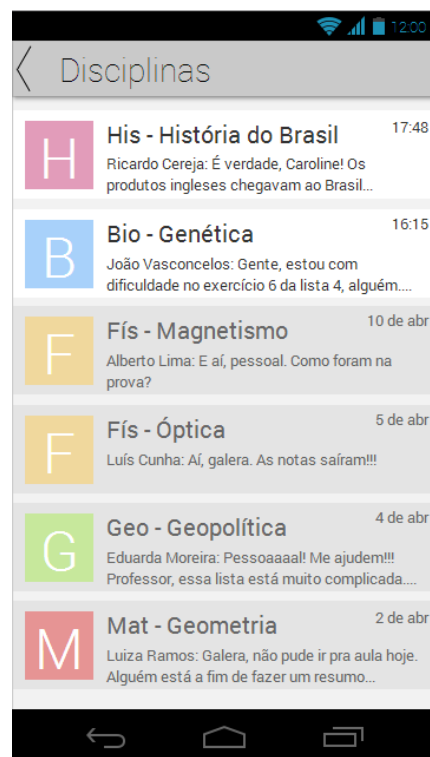 12:00
Disciplinas
H
His - História do Brasil
17:48
Ricardo Cereja: É verdade, Caroline! Os
produtos ingleses chegavam ao Brasil...
B
Bio - Genética
16:15
João Vasconcelos: Gente, estou com
dificuldade no exercício 6 da lista 4, alguém....
F
Fís - Magnetismo
10 de abr
Alberto Lima: E aí, pessoal. Como foram na
prova?
F
Fís - Óptica
5 de abr
Luís Cunha: Aí, galera. As notas saíram!!!
G
Geo - Geopolítica
4 de abr
Eduarda Moreira: Pessoaaaal! Me ajudem!!!
Professor, essa lista está muito complicada....
M
Mat - Geometria
2 de abr
Luiza Ramos: Galera, não pude ir pra aula hoje.
Alguém está a fim de fazer um resumo...